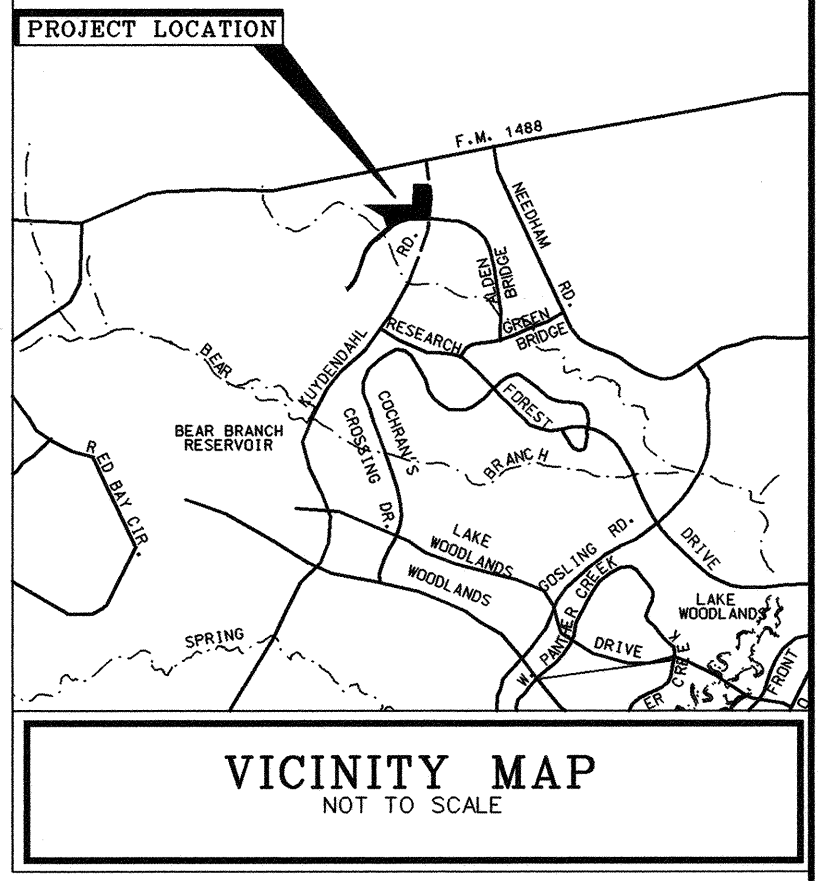 PROJECT LOCATION
F.M. 1488
NEEDHAM RD.
RD.
ALDEN
BRIDGE
GREEN
BRIDGE
RESEARCH
KUYDENDAHL
BEAR
FOREST
COCHRAN'S
CROSSING DR.
BEAR BRANCH
RESERVOIR
BRANCH
RED BAY CIR.
LAKE
WOODLANDS
GOSLING RD.
DRIVE
WOODLANDS
W. PANTHER CREEK
LAKE
WOODLANDS
SPRING
DRIVE
CREEK
ER
FRONT
VICINITY MAP
NOT TO SCALE